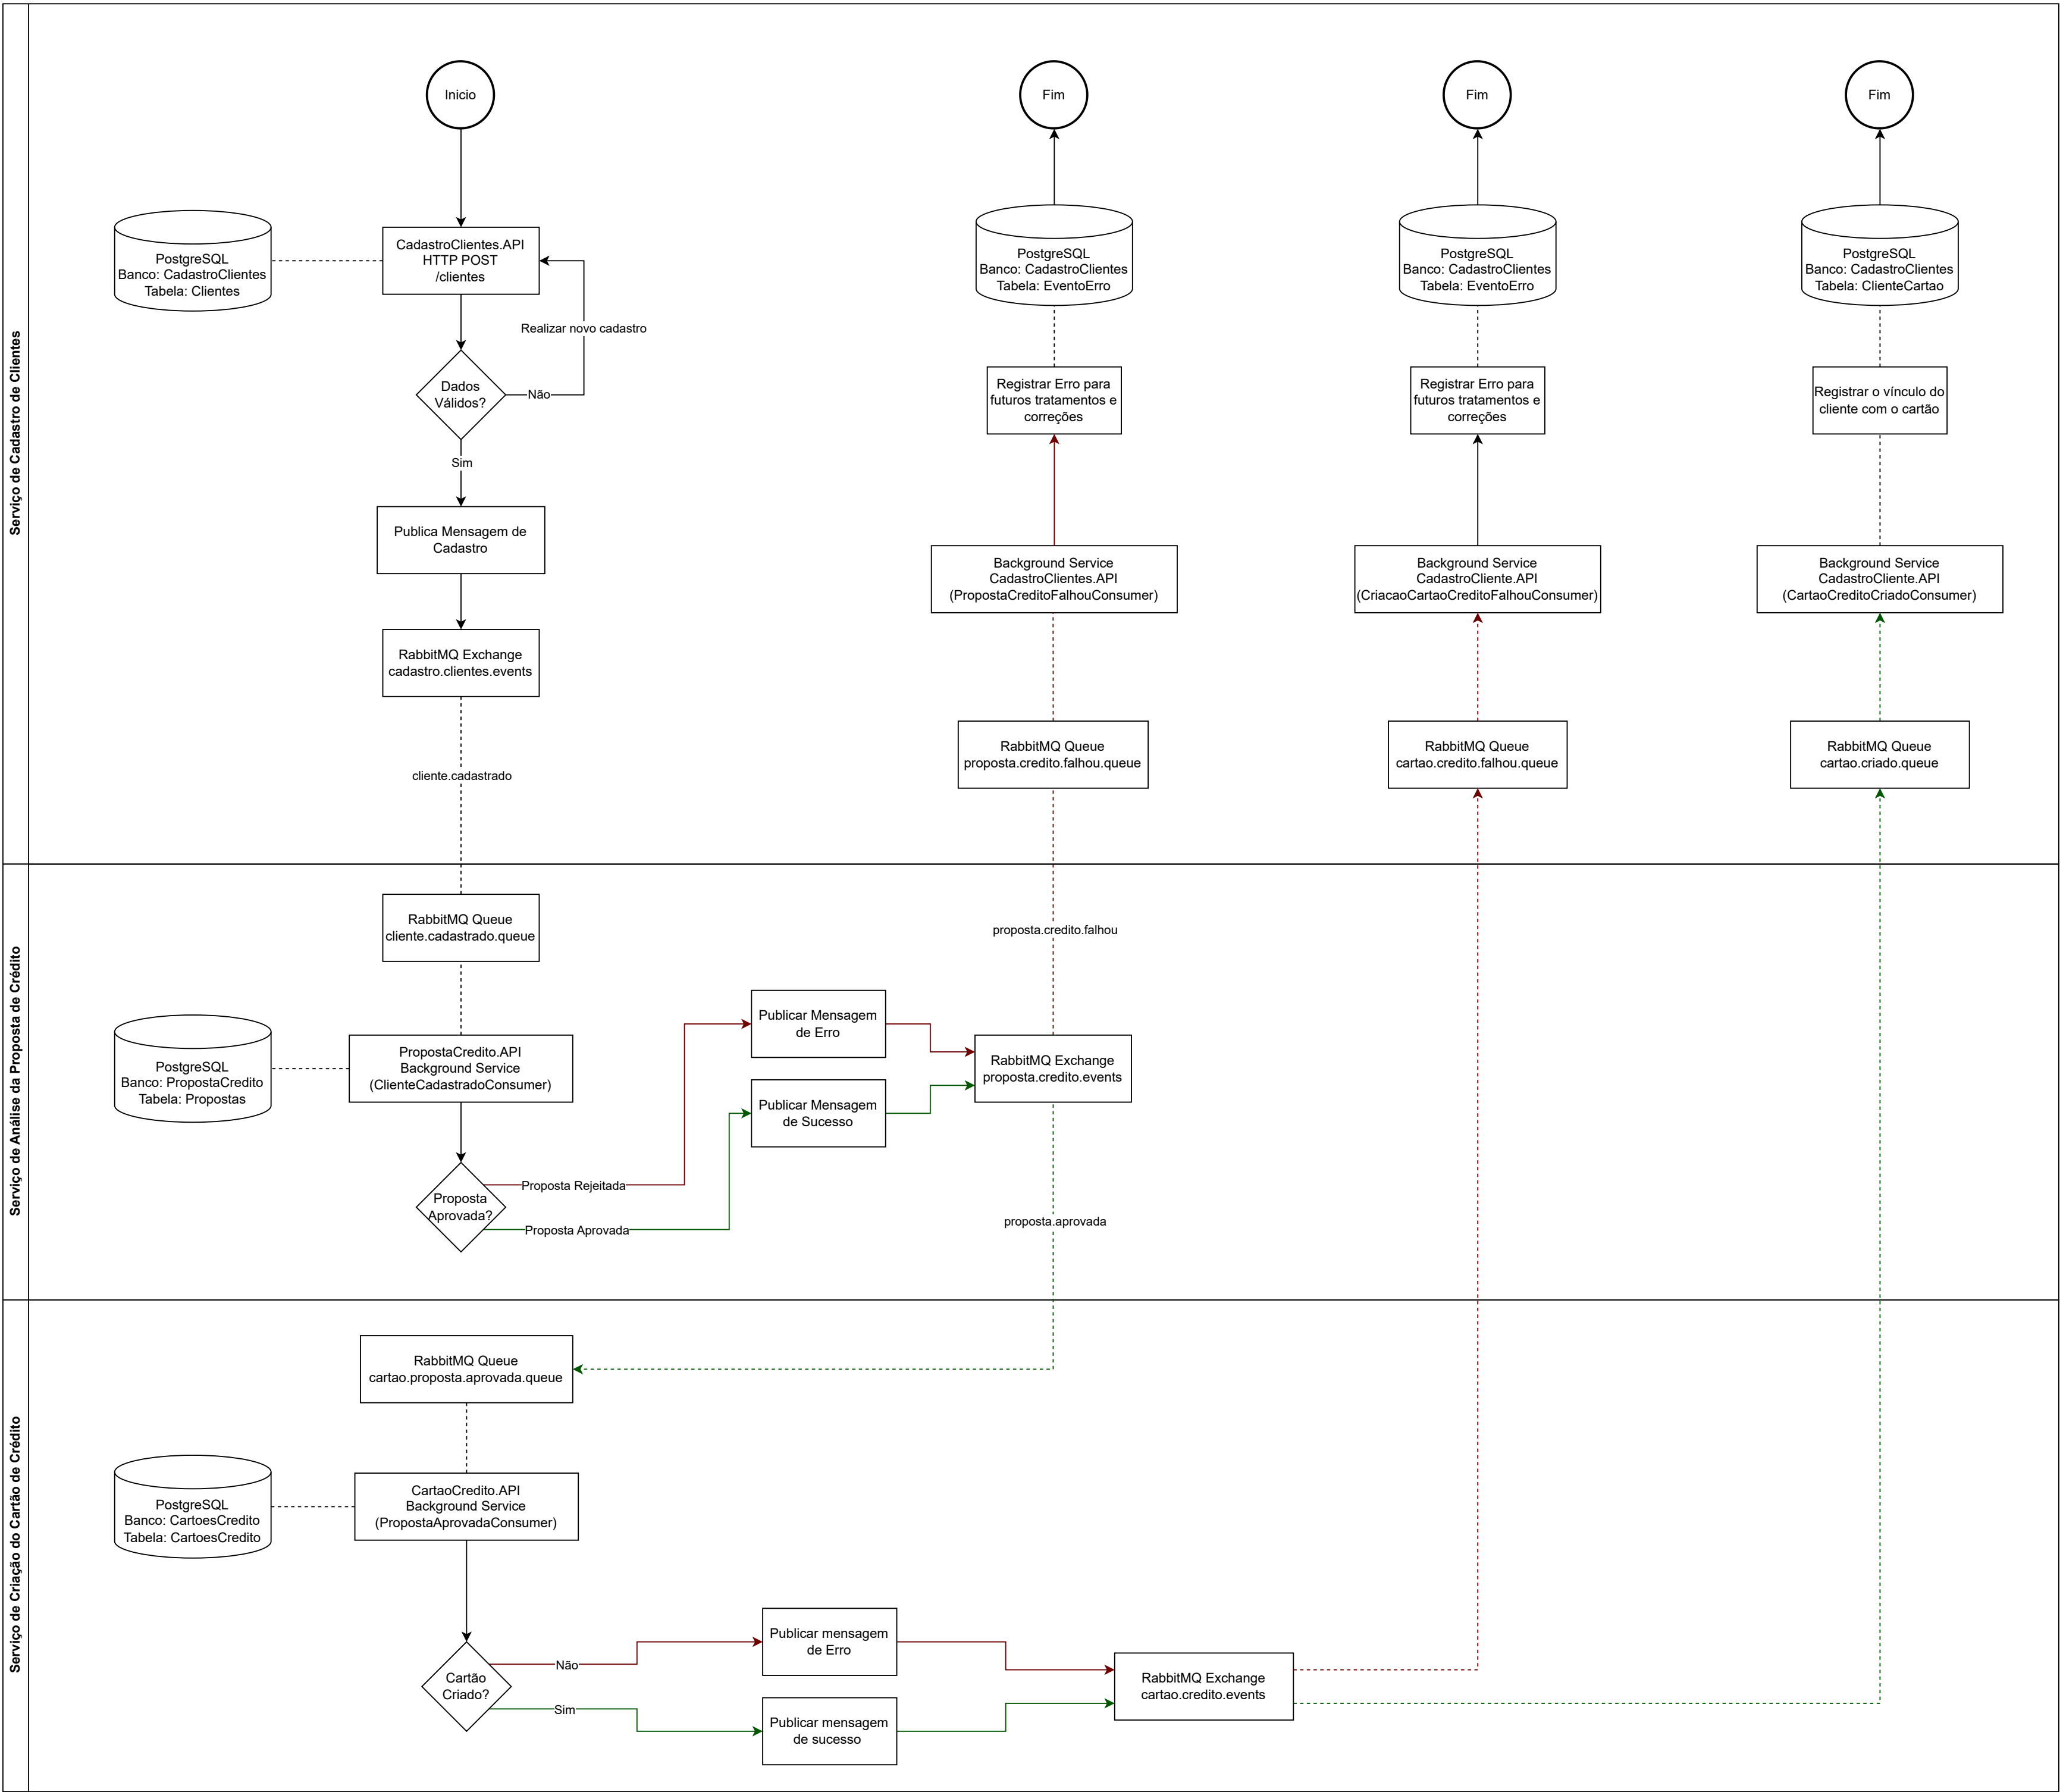 Serviço de Cadastro de Clientes
Inicio
Fim
Fim
Fim
PostgreSQL
Banco: CadastroClientes
Tabela: Clientes
CadastroClientes.API
HTTP POST
/clientes
Realizar novo cadastro
Dados
Válidos?
Não
Sim
Publica Mensagem de
Cadastro
RabbitMQ Exchange
cadastro.clientes.events
cliente.cadastrado
PostgreSQL
Banco: CadastroClientes
Tabela: EventoErro
Registrar Erro para
futuros tratamentos e
correções
Background Service
CadastroClientes.API
(PropostaCreditoFalhouConsumer)
RabbitMQ Queue
proposta.credito.falhou.queue
PostgreSQL
Banco: CadastroClientes
Tabela: EventoErro
Registrar Erro para
futuros tratamentos e
correções
Background Service
CadastroCliente.API
(CriacaoCartaoCreditoFalhouConsumer)
RabbitMQ Queue
cartao.credito.falhou.queue
PostgreSQL
Banco: CadastroClientes
Tabela: ClienteCartao
Registrar o vínculo do
cliente com o cartão
Background Service
CadastroCliente.API
(CartaoCreditoCriadoConsumer)
RabbitMQ Queue
cartao.criado.queue
Serviço de Análise da Proposta de Crédito
RabbitMQ Queue
cliente.cadastrado.queue
PostgreSQL
Banco: PropostaCredito
Tabela: Propostas
PropostaCredito.API
Background Service
(ClienteCadastradoConsumer)
Proposta
Aprovada?
Proposta Rejeitada
Proposta Aprovada
Publicar Mensagem
de Erro
Publicar Mensagem
de Sucesso
proposta.credito.falhou
RabbitMQ Exchange
proposta.credito.events
proposta.aprovada
Serviço de Criação do Cartão de Crédito
RabbitMQ Queue
cartao.proposta.aprovada.queue
PostgreSQL
Banco: CartoesCredito
Tabela: CartoesCredito
CartaoCredito.API
Background Service
(PropostaAprovadaConsumer)
Cartão
Criado?
Não
Sim
Publicar mensagem
de Erro
Publicar mensagem
de sucesso
RabbitMQ Exchange
cartao.credito.events